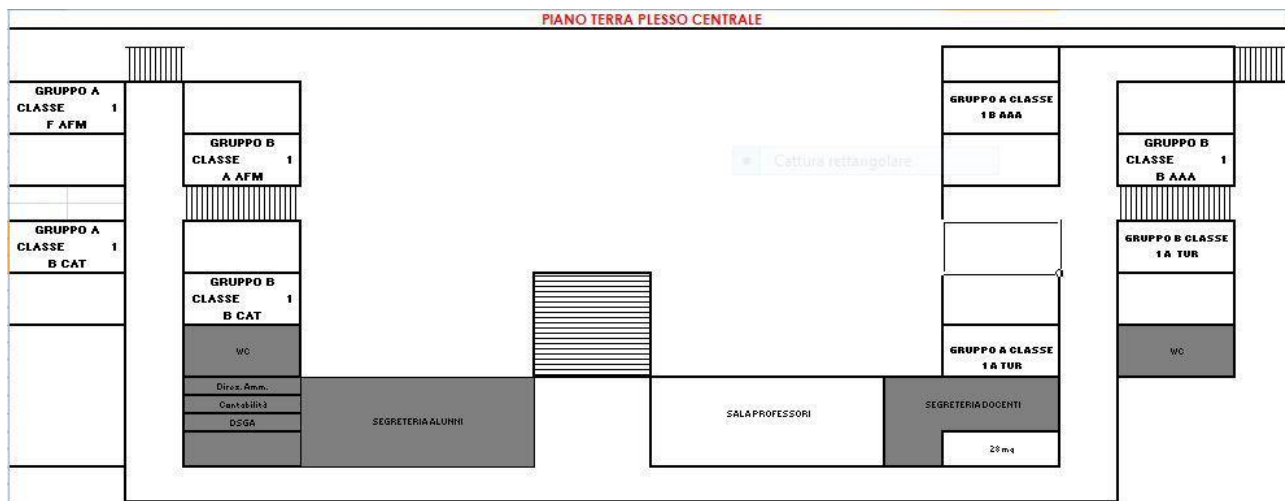 PIANO TERRA PLESSO CENTRALE
GRUPPO A
CLASSE 1
F AFM
GRUPPO B
CLASSE 1
A AFM
GRUPPO A
CLASSE 1
B CAT
GRUPPO B
CLASSE 1
B CAT
WC
Diroz. Amm.
Contabilità
DSGA
SEGRETERIA ALUNNI
SALA PROFESSORI
SEGRETERIA DOCENTI
28 mq
Cattura rettangolare
GRUPPO A CLASSE
1 B AAA
GRUPPO A CLASSE
1 A TUR
GRUPPO B
CLASSE 1
B AAA
GRUPPO B CLASSE
1 A TUR
WC